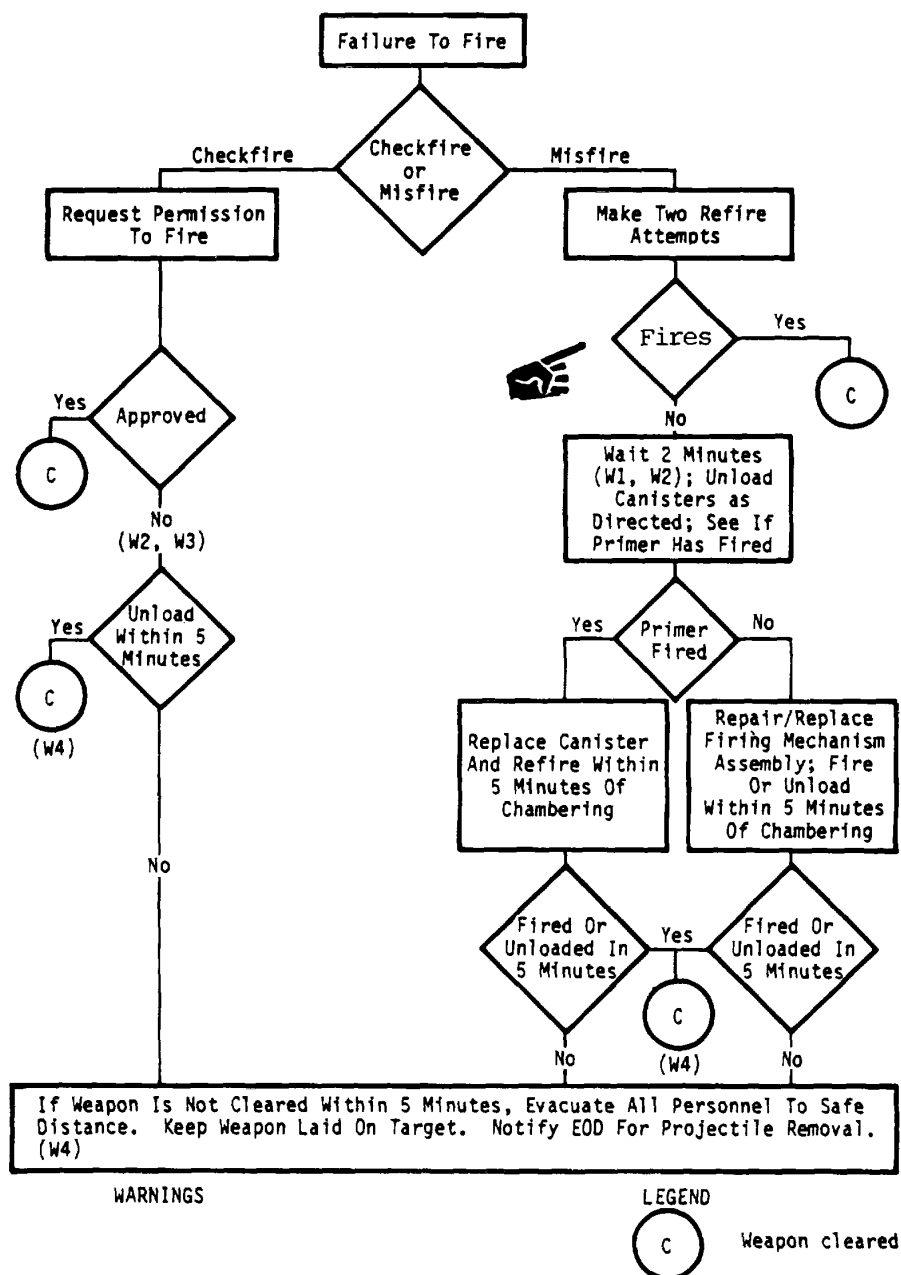 Failure To Fire
Checkfire
or
Misfire
Checkfire
Misfire
Request Permission
To Fire
Make Two Refire
Attempts
Fires
Yes
C
No
Approved
Yes
C
No
(W2, W3)
Wait 2 Minutes
(W1, W2); Unload
Canisters as
Directed; See If
Primer Has Fired
Unload
Within 5
Minutes
Yes
C
(W4)
No
Primer
Fired
Yes
No
Replace Canister
And Refire Within
5 Minutes Of
Chambering
Repair/Replace
Firing Mechanism
Assembly; Fire
Or Unload
Within 5 Minutes
Of Chambering
Fired Or
Unloaded In
5 Minutes
Yes
Fired Or
Unloaded In
5 Minutes
C
(W4)
No
No
If Weapon Is Not Cleared Within 5 Minutes, Evacuate All Personnel To Safe
Distance. Keep Weapon Laid On Target. Notify EOD For Projectile Removal.
(W4)
WARNINGS
LEGEND
C
Weapon cleared